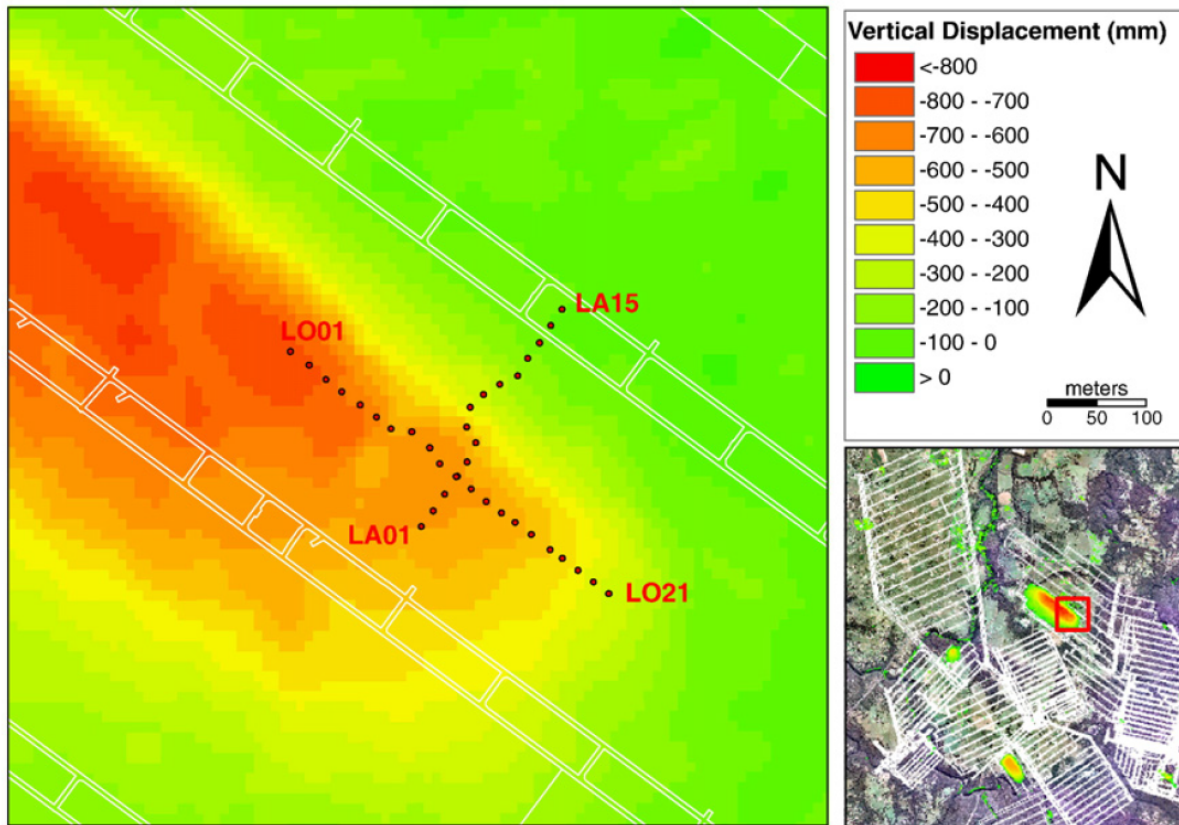 LO01
LA15
LA01
LO21
Vertical Displacement (mm)
<-800
-800 - -700
-700 - -600
-600 - -500
-500 - -400
-400 - -300
-300 - -200
-200 - -100
-100 - 0
> 0
N
meters
0 50 100